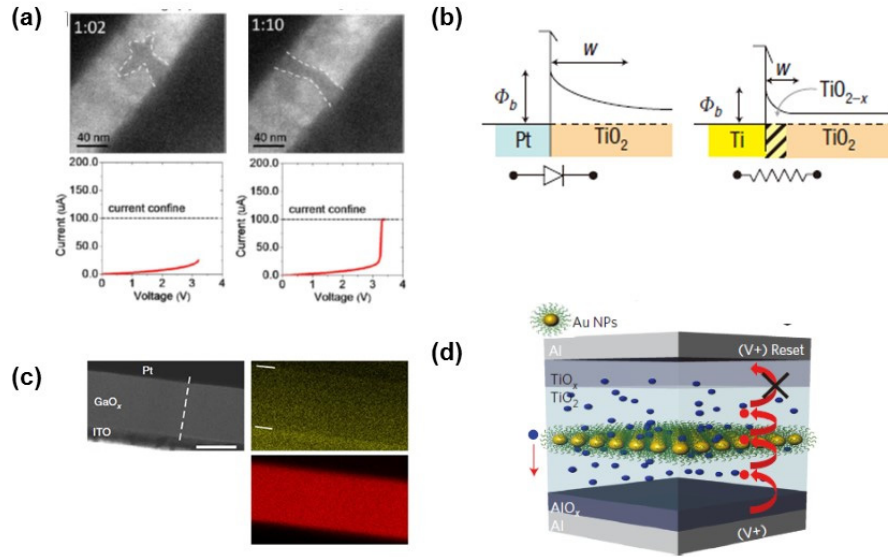 (a)
1:02
40 nm
1:10
40 nm
200.0
150.0
100.0
50.0
0.00
Current (uA)
current confine
0 1 2 3 4
Voltage (V)
200.0
150.0
100.0
50.0
0.00
Current (uA)
current confine
0 1 2 3 4
Voltage (V)
(b)
W
Φb
Pt
TiO2
W
TiO2−x
Φb
Ti
TiO2
(c)
Pt
GaOx
ITO
(d)
Au NPs
Al
(V+) Reset
TiOx
TiO2
AlOx
Al
(V+)